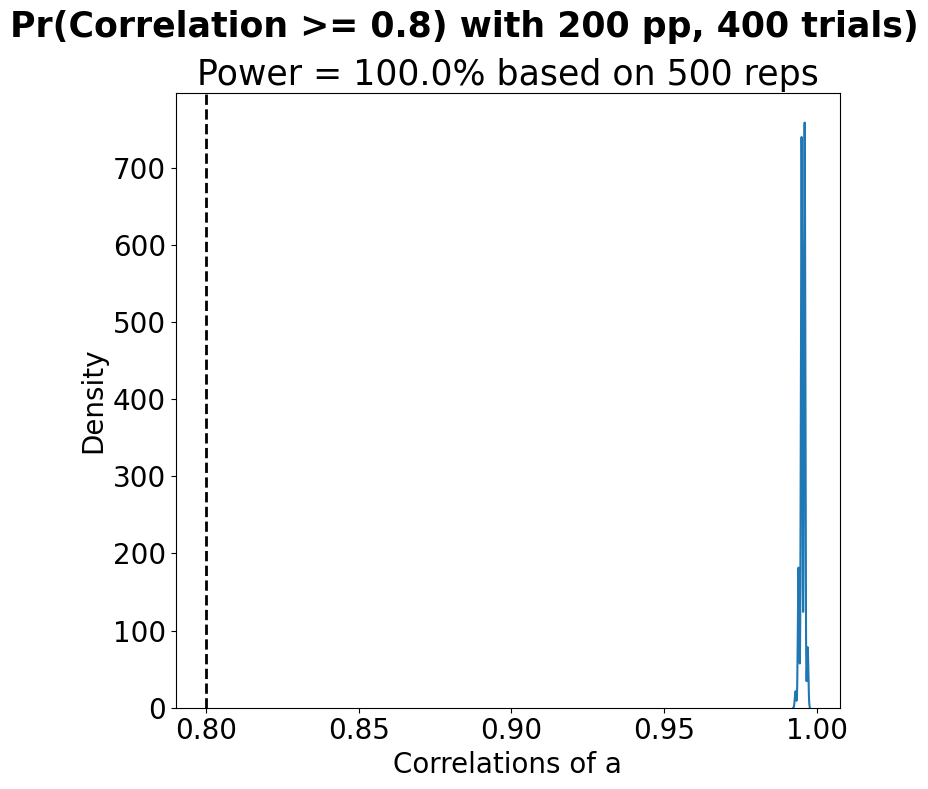 Pr(Correlation >= 0.8) with 200 pp, 400 trials)
Power = 100.0% based on 500 reps
700
600
500
400
300
200
100
0
Density
0.80 0.85 0.90 0.95 1.00
Correlations of a